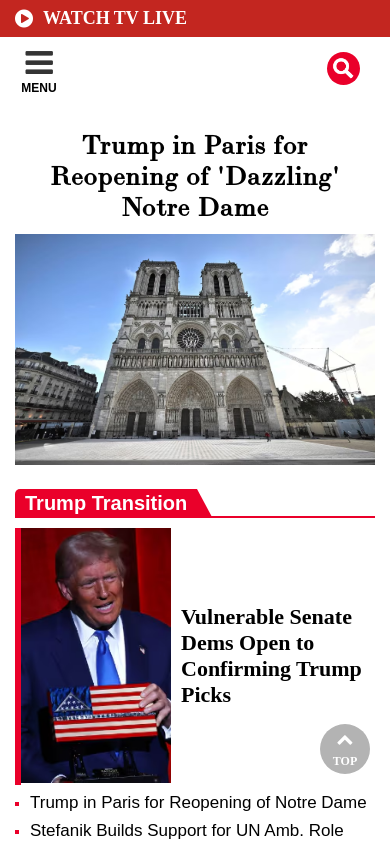 WATCH TV LIVE
MENU
Trump in Paris for
Reopening of 'Dazzling'
Notre Dame
Trump Transition
Vulnerable Senate
Dems Open to
Confirming Trump
Picks
TOP
Trump in Paris for Reopening of Notre Dame
Stefanik Builds Support for UN Amb. Role